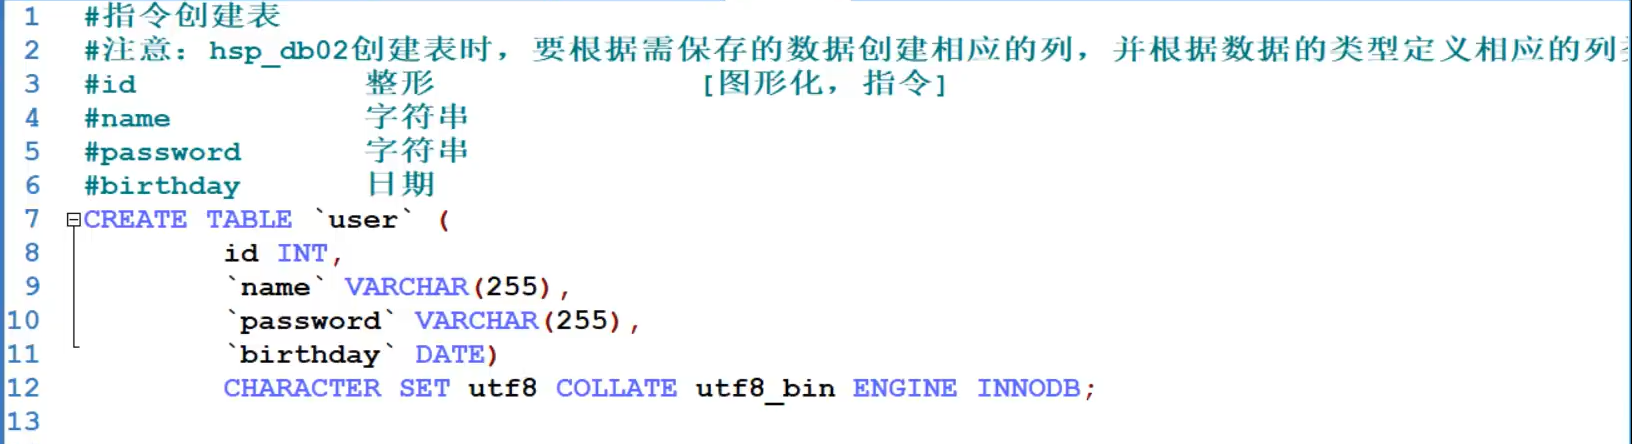 1 #指令创建表
2 #注意：hsp_db02创建表时，要根据需保存的数据创建相应的列，并根据数据的类型定义相应的列
3 #id 整形 [图形化，指令]
4 #name 字符串
5 #password 字符串
6 #birthday 日期
7 CREATE TABLE `user` (
8 id INT,
9 `name` VARCHAR(255),
10 `password` VARCHAR(255),
11 `birthday` DATE)
12 CHARACTER SET utf8 COLLATE utf8_bin ENGINE INNODB;
13